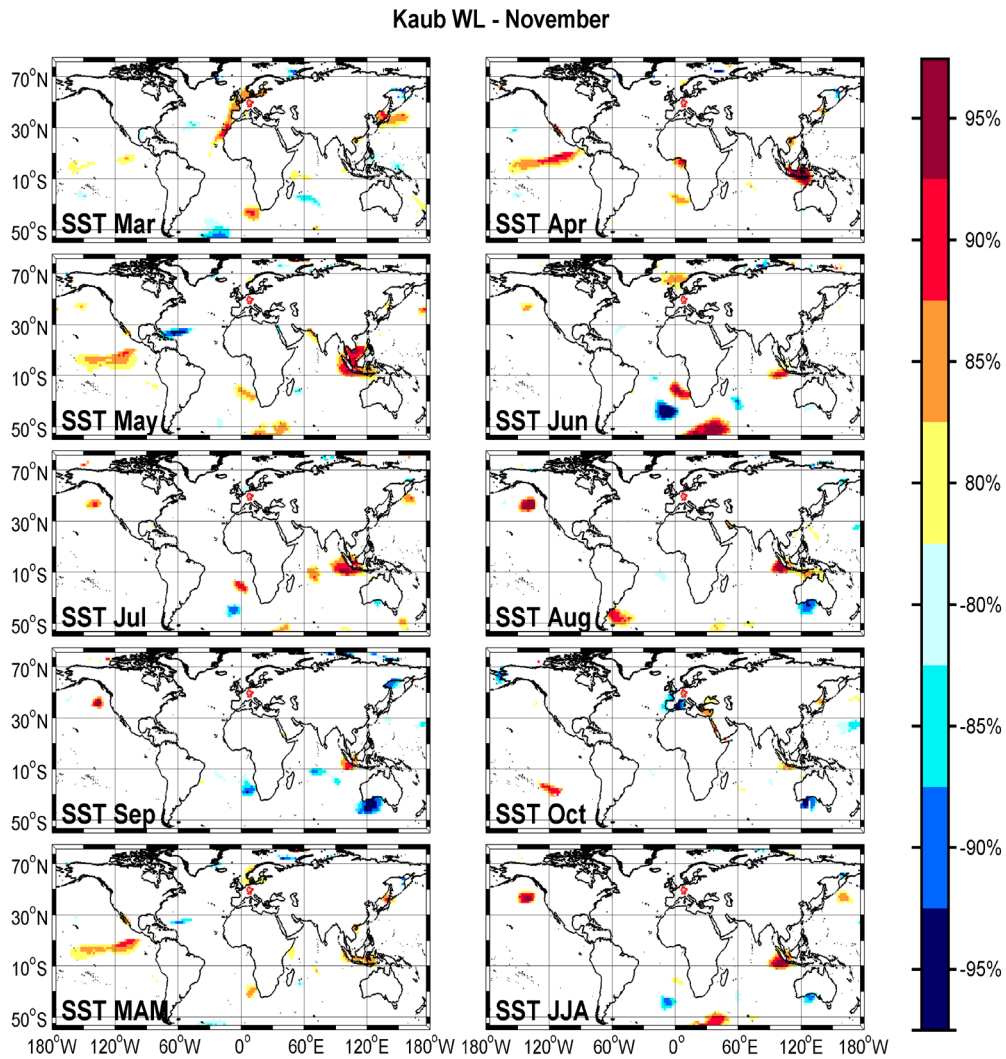 Kaub WL - November
70°N
30°N
10°S
50°S
SST Mar
SST Apr
70°N
30°N
10°S
50°S
SST May
SST Jun
70°N
30°N
10°S
50°S
SST Jul
SST Aug
70°N
30°N
10°S
50°S
SST Sep
SST Oct
70°N
30°N
10°S
50°S
SST MAM
SST JJA
180°W 120°W 60°W 0° 60°E 120°E 180°W
180°W 120°W 60°W 0° 60°E 120°E 180°W
95%
90%
85%
80%
-80%
-85%
-90%
-95%